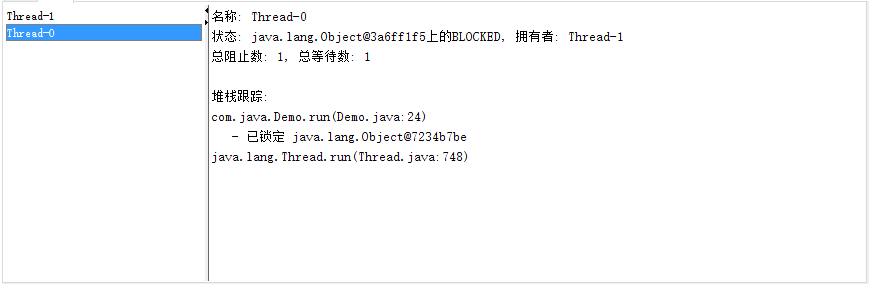 Thread-1
Thread-0
名称: Thread-0
状态: java.lang.Object@3a6ff1f5上的BLOCKED, 拥有者: Thread-1
总阻止数: 1, 总等待数: 1
堆栈跟踪:
com.java.Demo.run(Demo.java:24)
- 已锁定 java.lang.Object@7234b7be
java.lang.Thread.run(Thread.java:748)